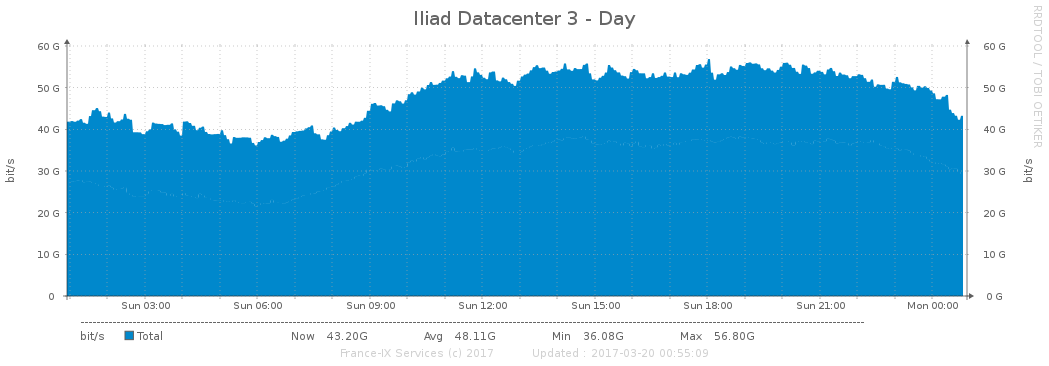 Iliad Datacenter 3 - Day
RRDTOOL / TOBI OETIKER
60 G 60 G
50 G 50 G
40 G 40 G
30 G 30 G
20 G 20 G
10 G 10 G
0 0 G
bit/s bit/s
Sun 03:00 Sun 06:00 Sun 09:00 Sun 12:00 Sun 15:00 Sun 18:00 Sun 21:00 Mon 00:00
bit/s Total Now 43.20G Avg 48.11G Min 36.08G Max 56.80G
France-IX Services (c) 2017 Updated : 2017-03-20 00:55:09